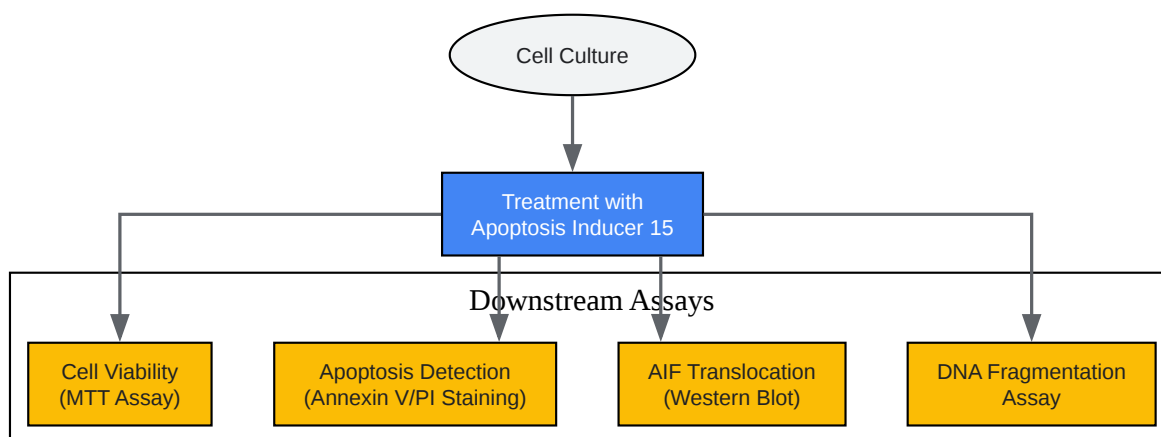 Cell Culture
Treatment with
Apoptosis Inducer 15
Downstream Assays
Cell Viability
(MTT Assay)
Apoptosis Detection
(Annexin V/PI Staining)
AIF Translocation
(Western Blot)
DNA Fragmentation
Assay